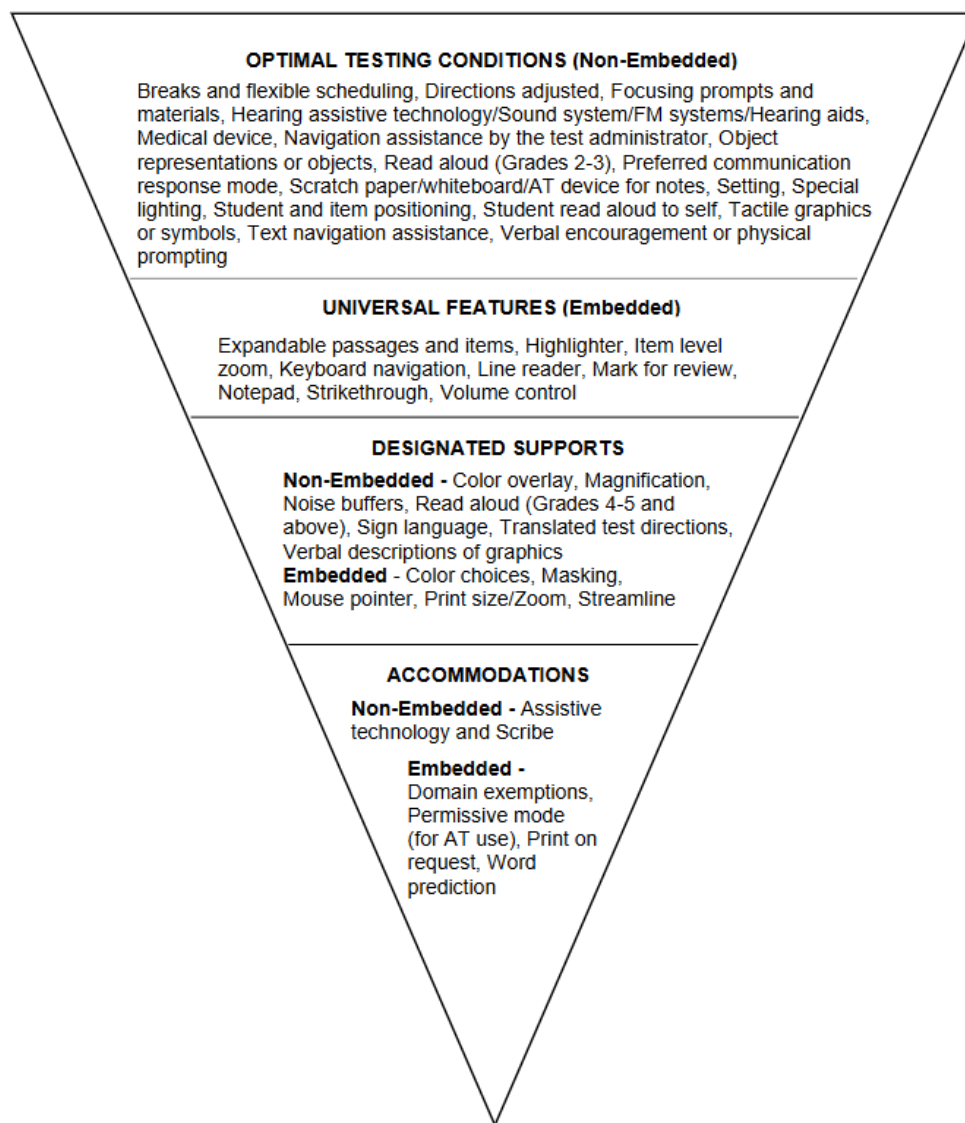 OPTIMAL TESTING CONDITIONS (Non-Embedded)
Breaks and flexible scheduling, Directions adjusted, Focusing prompts and
materials, Hearing assistive technology/Sound system/FM systems/Hearing aids,
Medical device, Navigation assistance by the test administrator, Object
representations or objects, Read aloud (Grades 2-3), Preferred communication
response mode, Scratch paper/whiteboard/AT device for notes, Setting, Special
lighting, Student and item positioning, Student read aloud to self, Tactile graphics
or symbols, Text navigation assistance, Verbal encouragement or physical
prompting
UNIVERSAL FEATURES (Embedded)
Expandable passages and items, Highlighter, Item level
zoom, Keyboard navigation, Line reader, Mark for review,
Notepad, Strikethrough, Volume control
DESIGNATED SUPPORTS
Non-Embedded - Color overlay, Magnification,
Noise buffers, Read aloud (Grades 4-5 and
above), Sign language, Translated test directions,
Verbal descriptions of graphics
Embedded - Color choices, Masking,
Mouse pointer, Print size/Zoom, Streamline
ACCOMMODATIONS
Non-Embedded - Assistive
technology and Scribe
Embedded -
Domain exemptions,
Permissive mode
(for AT use), Print on
request, Word
prediction